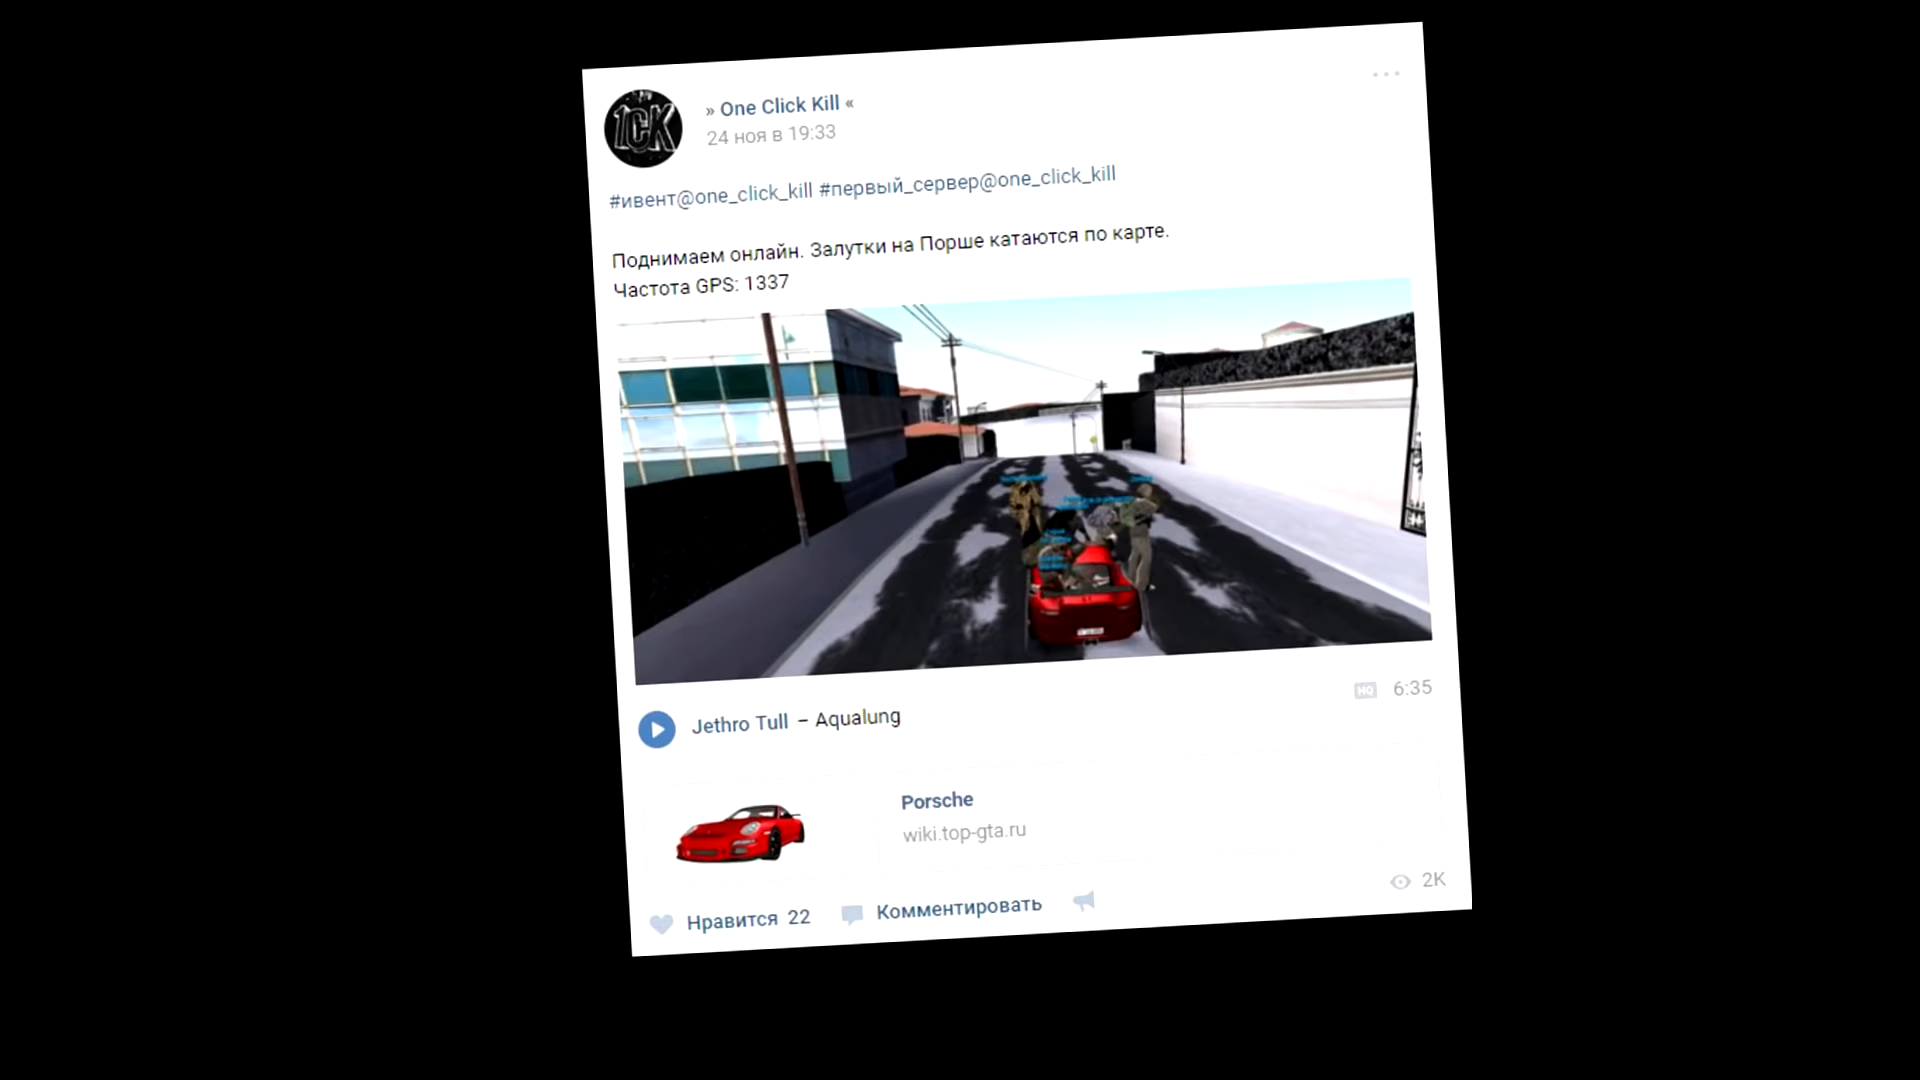 1CK
» One Click Kill «
24 ноя в 19:33
#ивент@one_click_kill #первый_сервер@one_click_kill
Поднимаем онлайн. Залутки на Порше катаются по карте.
Частота GPS: 1337
HQ 6:35
Jethro Tull – Aqualung
Porsche
wiki.top-gta.ru
2K
Нравится 22 Комментировать